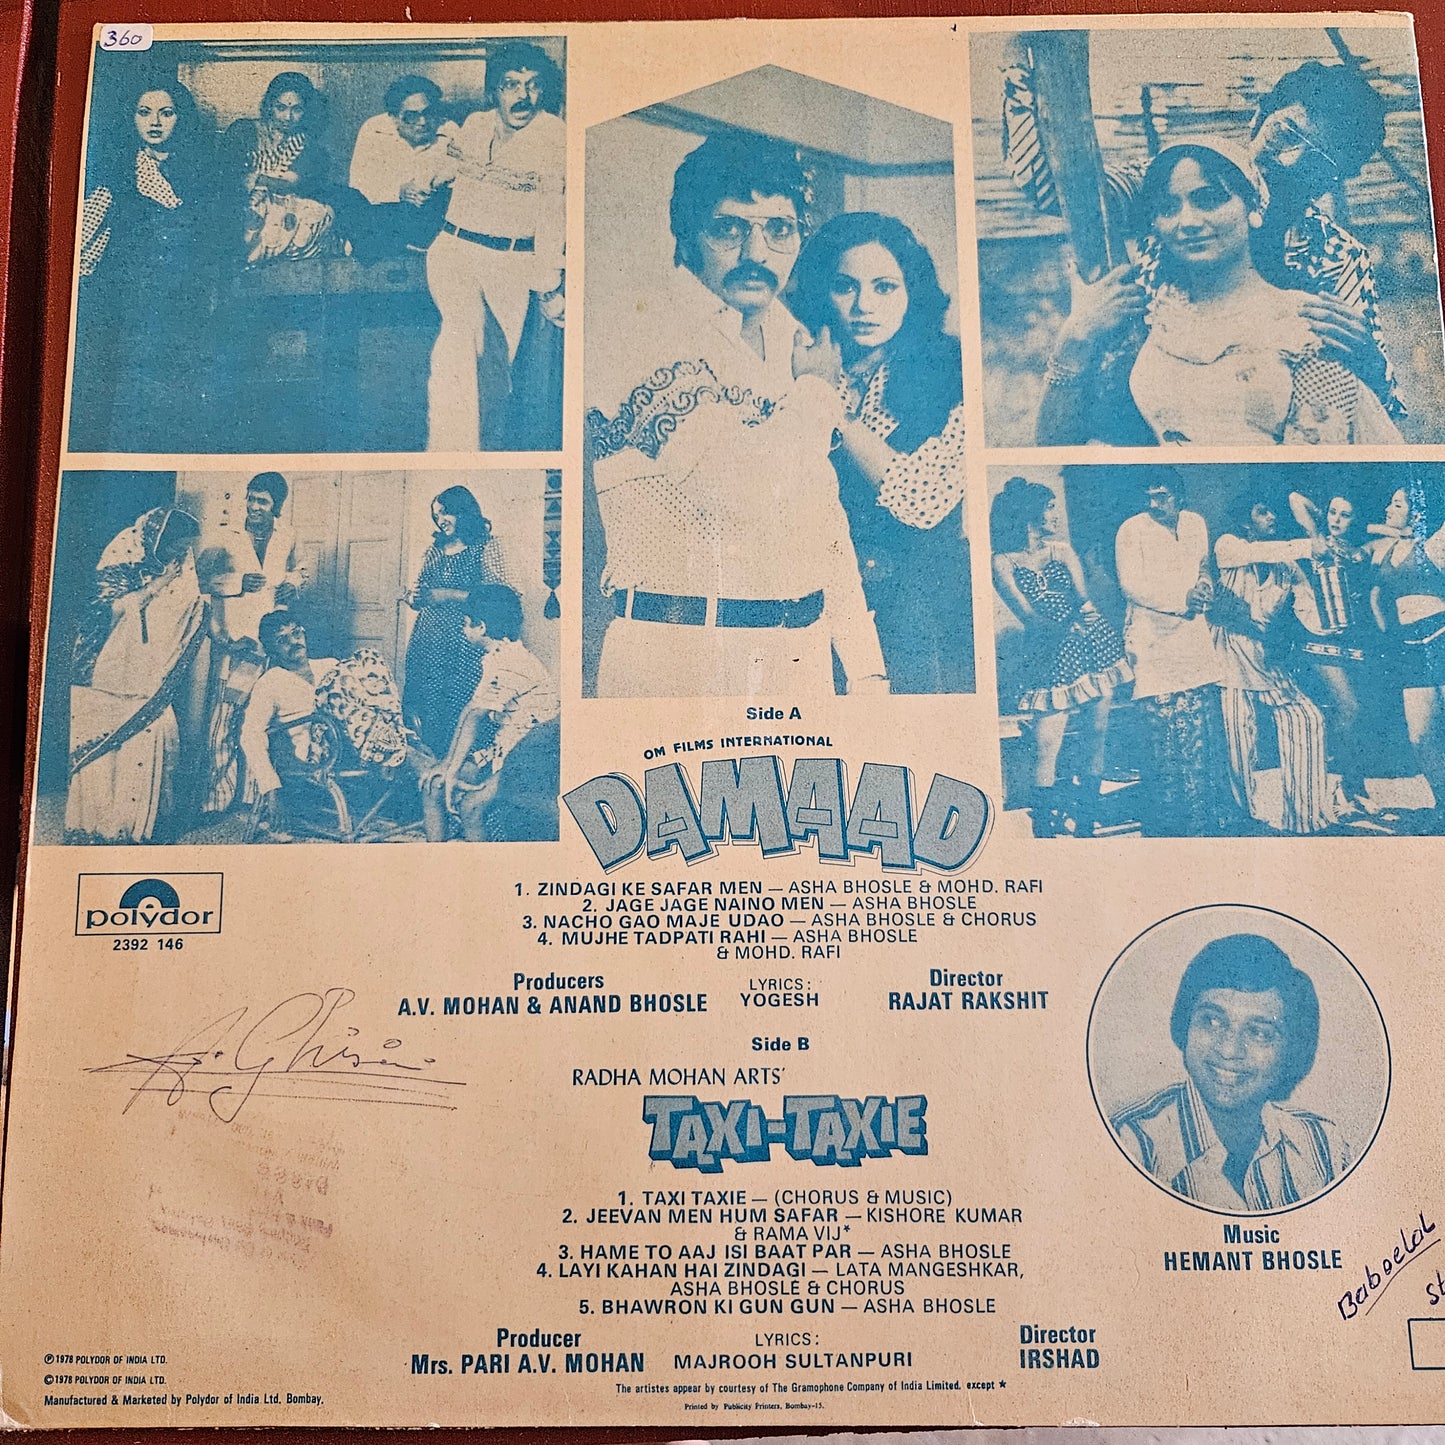 360
Side A
OM FILMS INTERNATIONAL
DAMAAD
1. ZINDAGI KE SAFAR MEN — ASHA BHOSLE & MOHD. RAFI
2. JAGE JAGE NAINO MEN — ASHA BHOSLE
3. NACHO GAO MAJE UDAO — ASHA BHOSLE & CHORUS
4. MUJHE TADPATI RAHI — ASHA BHOSLE
& MOHD. RAFI
polydor
2392 146
Producers
A.V. MOHAN & ANAND BHOSLE
LYRICS:
YOGESH
Director
RAJAT RAKSHIT
Side B
RADHA MOHAN ARTS'
TAXI-TAXIE
1. TAXI TAXIE — (CHORUS & MUSIC)
2. JEEVAN MEN HUM SAFAR — KISHORE KUMAR
& RAMA VIJ*
3. HAME TO AAJ ISI BAAT PAR — ASHA BHOSLE
4. LAYI KAHAN HAI ZINDAGI — LATA MANGESHKAR,
ASHA BHOSLE & CHORUS
5. BHAWRON KI GUN GUN — ASHA BHOSLE
Music
HEMANT BHOSLE
Baboelal
Producer
Mrs. PARI A.V. MOHAN
LYRICS:
MAJROOH SULTANPURI
Director
IRSHAD
℗ 1978 POLYDOR OF INDIA LTD.
© 1978 POLYDOR OF INDIA LTD.
Manufactured & Marketed by Polydor of India Ltd. Bombay.
The artistes appear by courtesy of The Gramophone Company of India Limited. except *
Printed by Publicity Printers, Bombay-15.